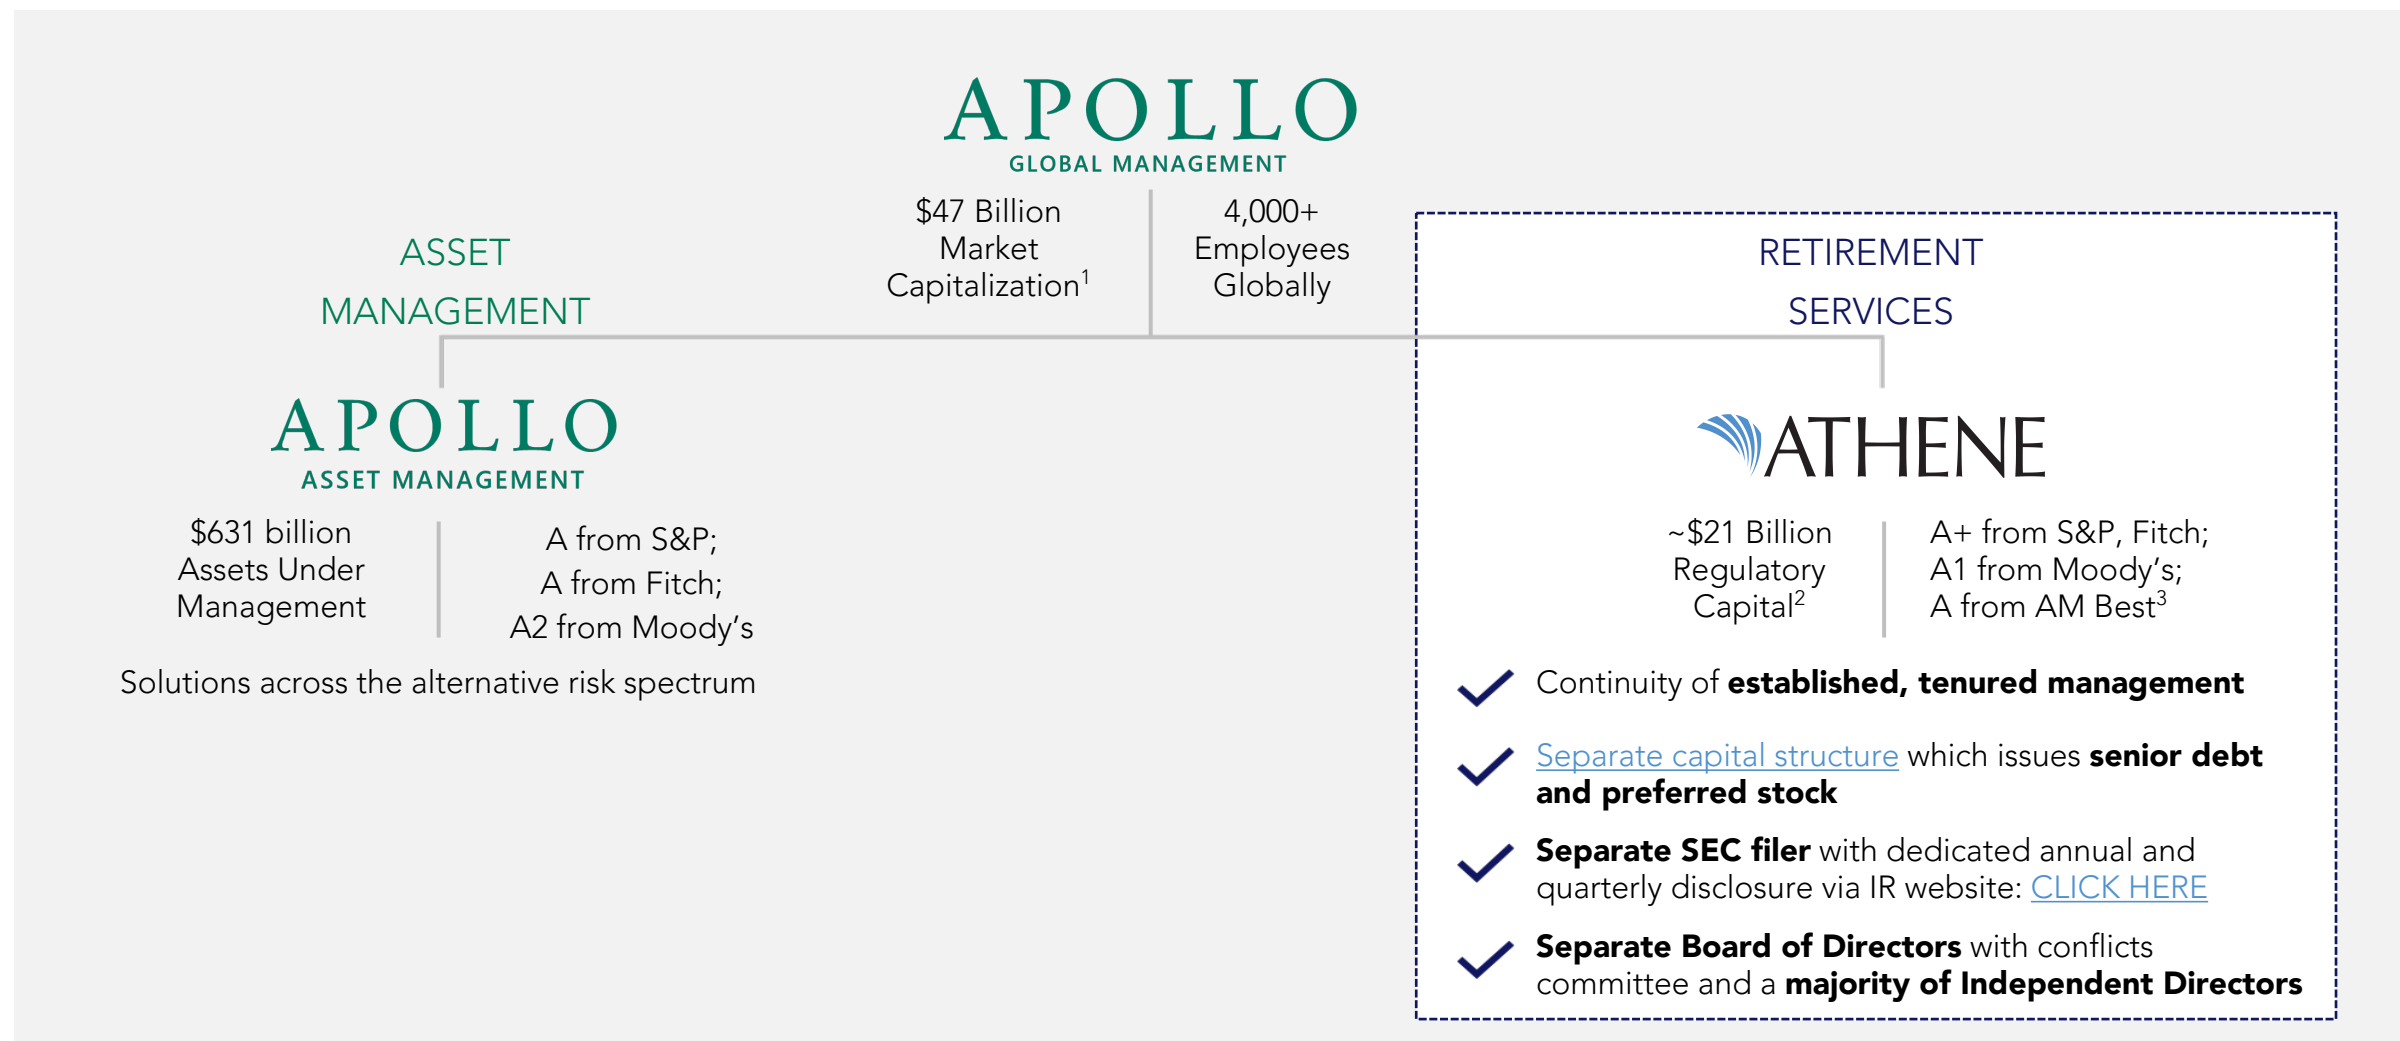 APOLLO
GLOBAL MANAGEMENT
$47 Billion
Market
Capitalization1
4,000+
Employees
Globally
ASSET
MANAGEMENT
APOLLO
ASSET MANAGEMENT
$631 billion
Assets Under
Management
A from S&P;
A from Fitch;
A2 from Moody’s
Solutions across the alternative risk spectrum
RETIREMENT
SERVICES
ATHENE
~$21 Billion
Regulatory
Capital2
A+ from S&P, Fitch;
A1 from Moody’s;
A from AM Best3
Continuity of established, tenured management
Separate capital structure which issues senior debt
and preferred stock
Separate SEC filer with dedicated annual and
quarterly disclosure via IR website: CLICK HERE
Separate Board of Directors with conflicts
committee and a majority of Independent Directors